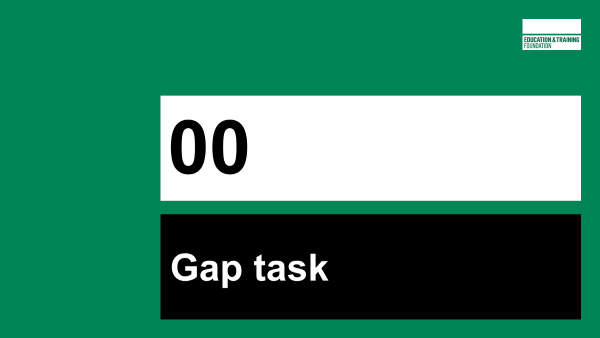 EDUCATION & TRAINING
FOUNDATION
00
Gap task